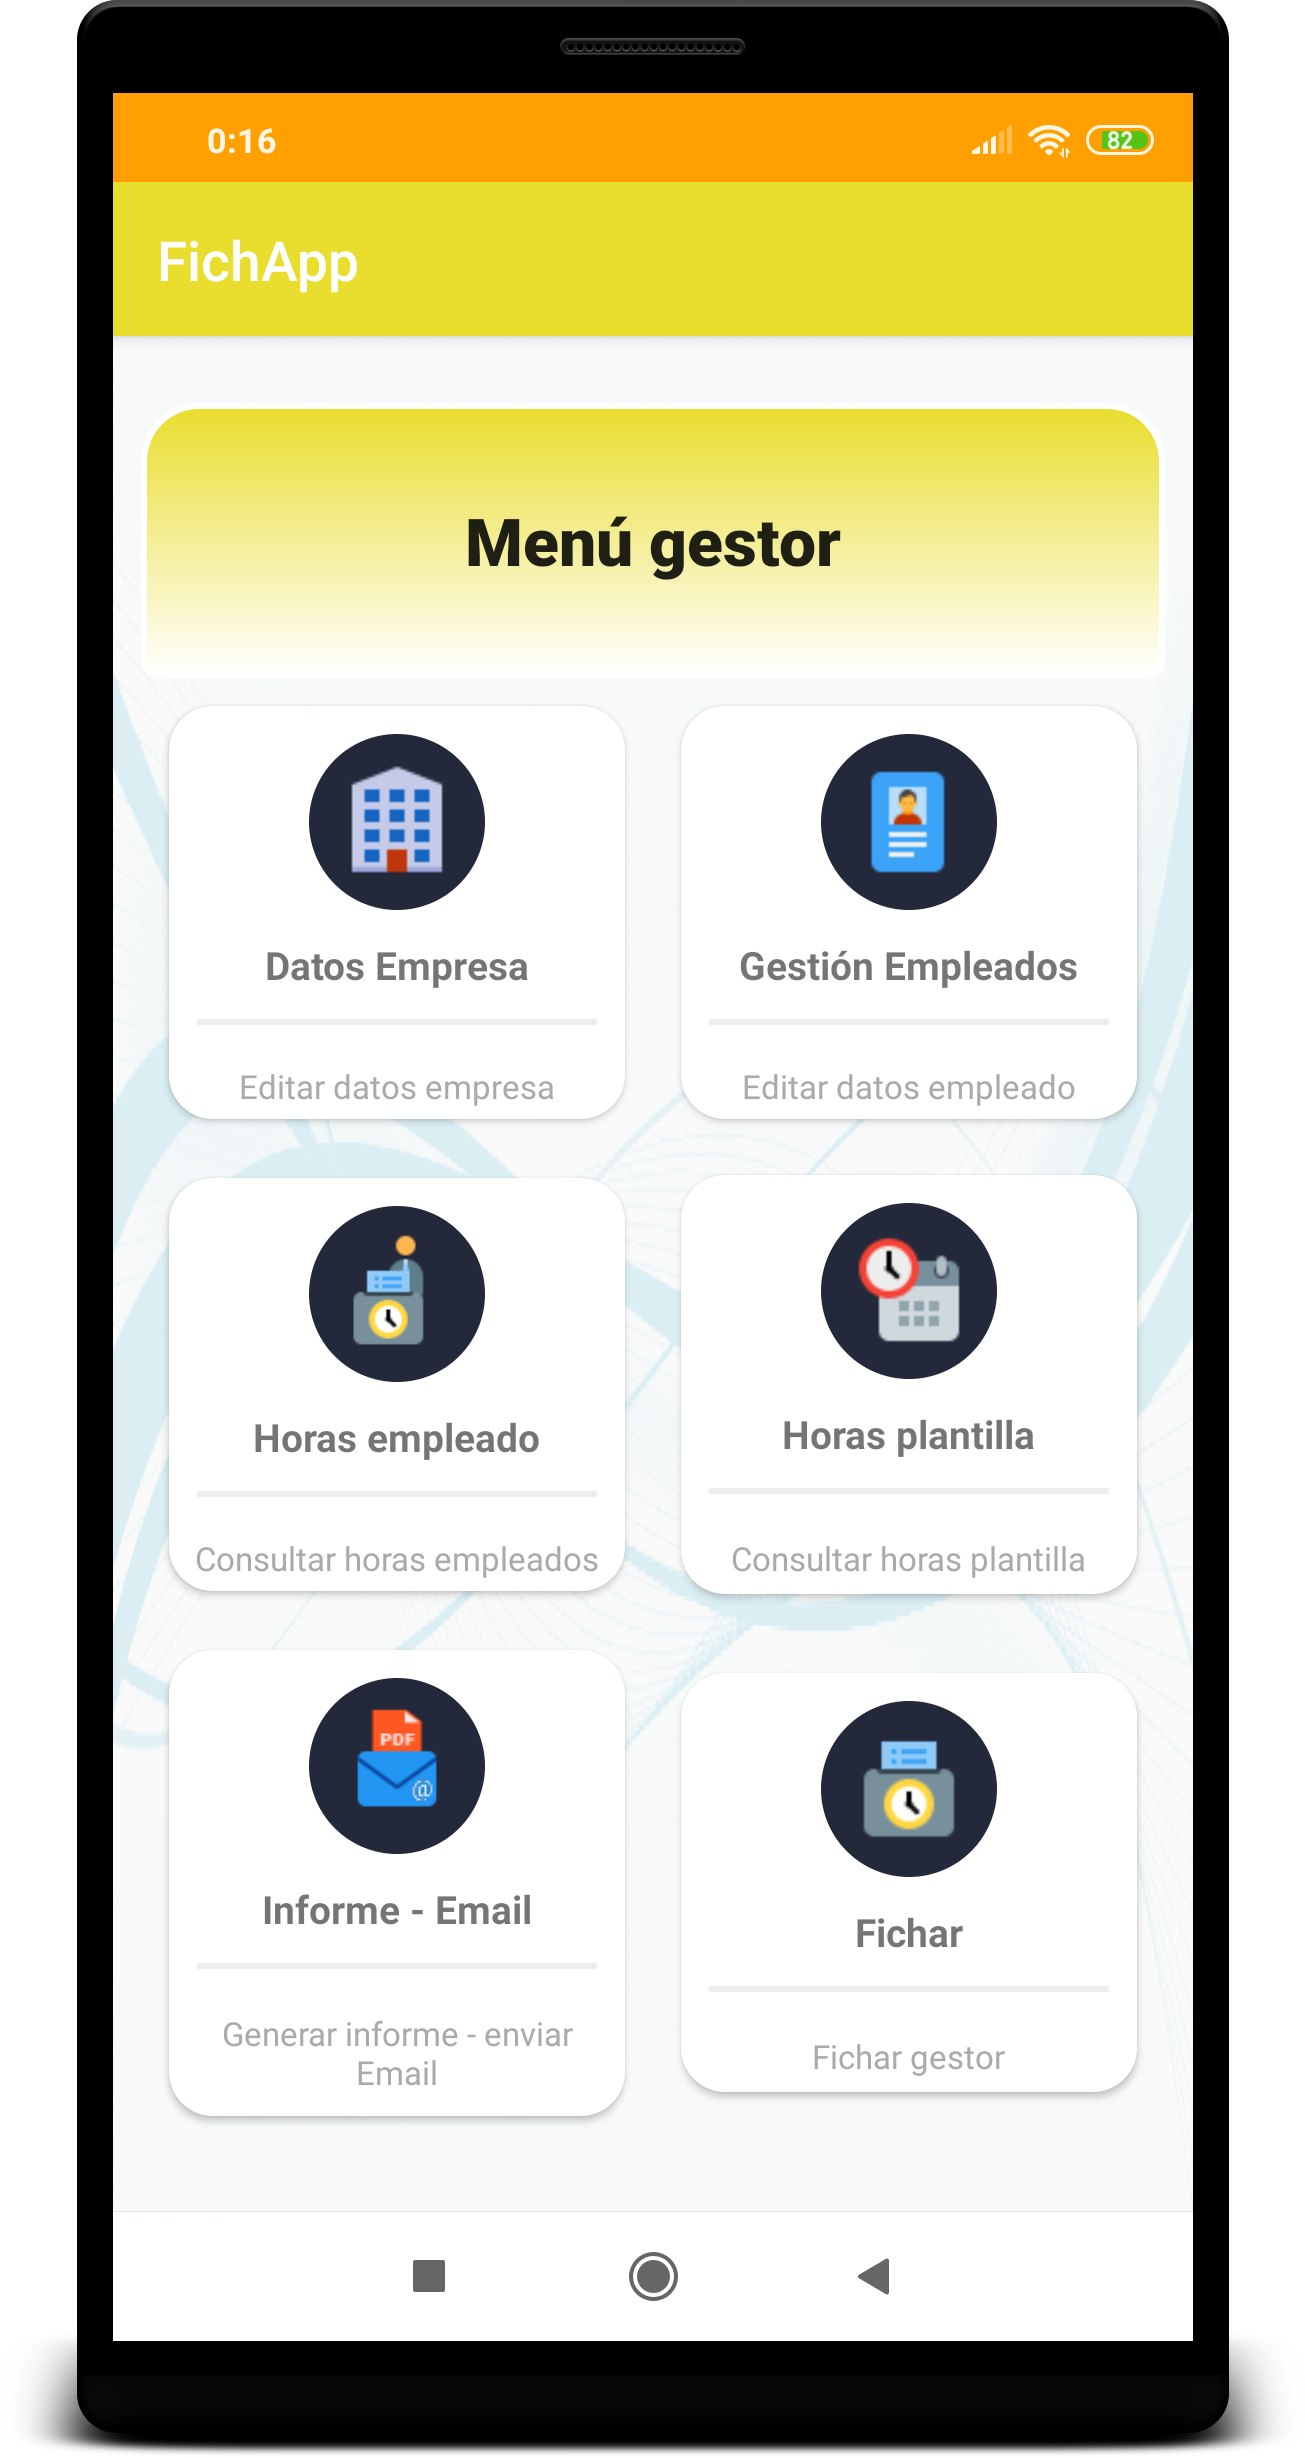 0:16
82
FichApp
Menú gestor
Datos Empresa
Editar datos empresa
Gestión Empleados
Editar datos empleado
Horas empleado
Consultar horas empleados
Horas plantilla
Consultar horas plantilla
PDF
@
Informe - Email
Generar informe - enviar
Email
Fichar
Fichar gestor